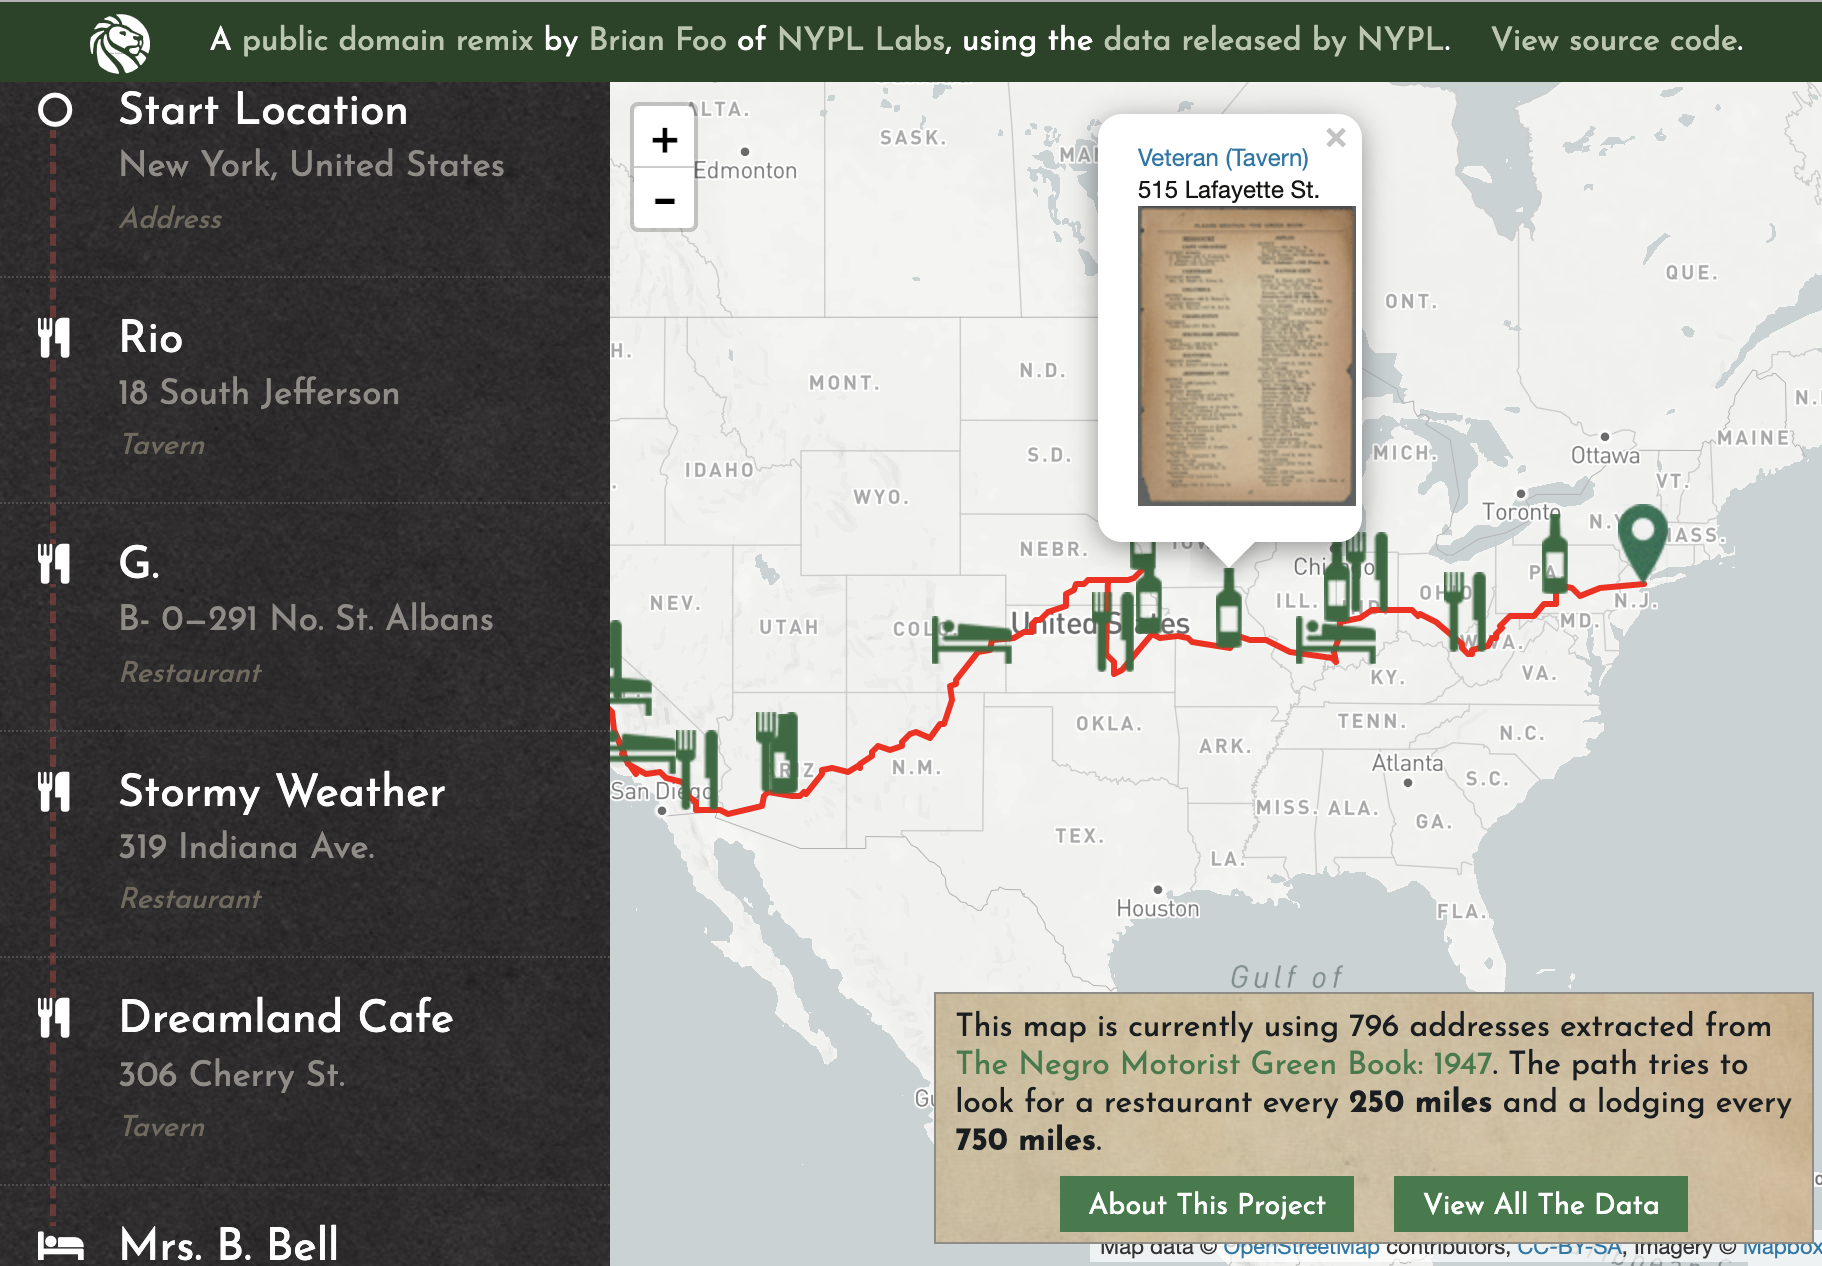 A public domain remix by Brian Foo of NYPL Labs, using the data released by NYPL. View source code.
Start Location
New York, United States
Address
Rio
18 South Jefferson
Tavern
G.
B- 0–291 No. St. Albans
Restaurant
Stormy Weather
319 Indiana Ave.
Restaurant
Dreamland Cafe
306 Cherry St.
Tavern
Mrs. B. Bell
+
−
Veteran (Tavern)
515 Lafayette St.
ALTA.
SASK.
Edmonton
QUE.
ONT.
MONT.
N.D.
IDAHO
S.D.
MICH.
Ottawa
MAINE
WYO.
VT.
Toronto
NEBR.
PA
NEV.
UTAH
ILL.
N.J.
United States
MD.
KY.
VA.
OKLA.
TENN.
ARK.
N.C.
N.M.
Atlanta
San Diego
S.C.
MISS.
ALA.
GA.
TEX.
LA.
Houston
FLA.
Gulf of
This map is currently using 796 addresses extracted from
The Negro Motorist Green Book: 1947. The path tries to
look for a restaurant every 250 miles and a lodging every
750 miles.
About This Project
View All The Data
Map data © OpenStreetMap contributors, CC-BY-SA, Imagery © Mapbox